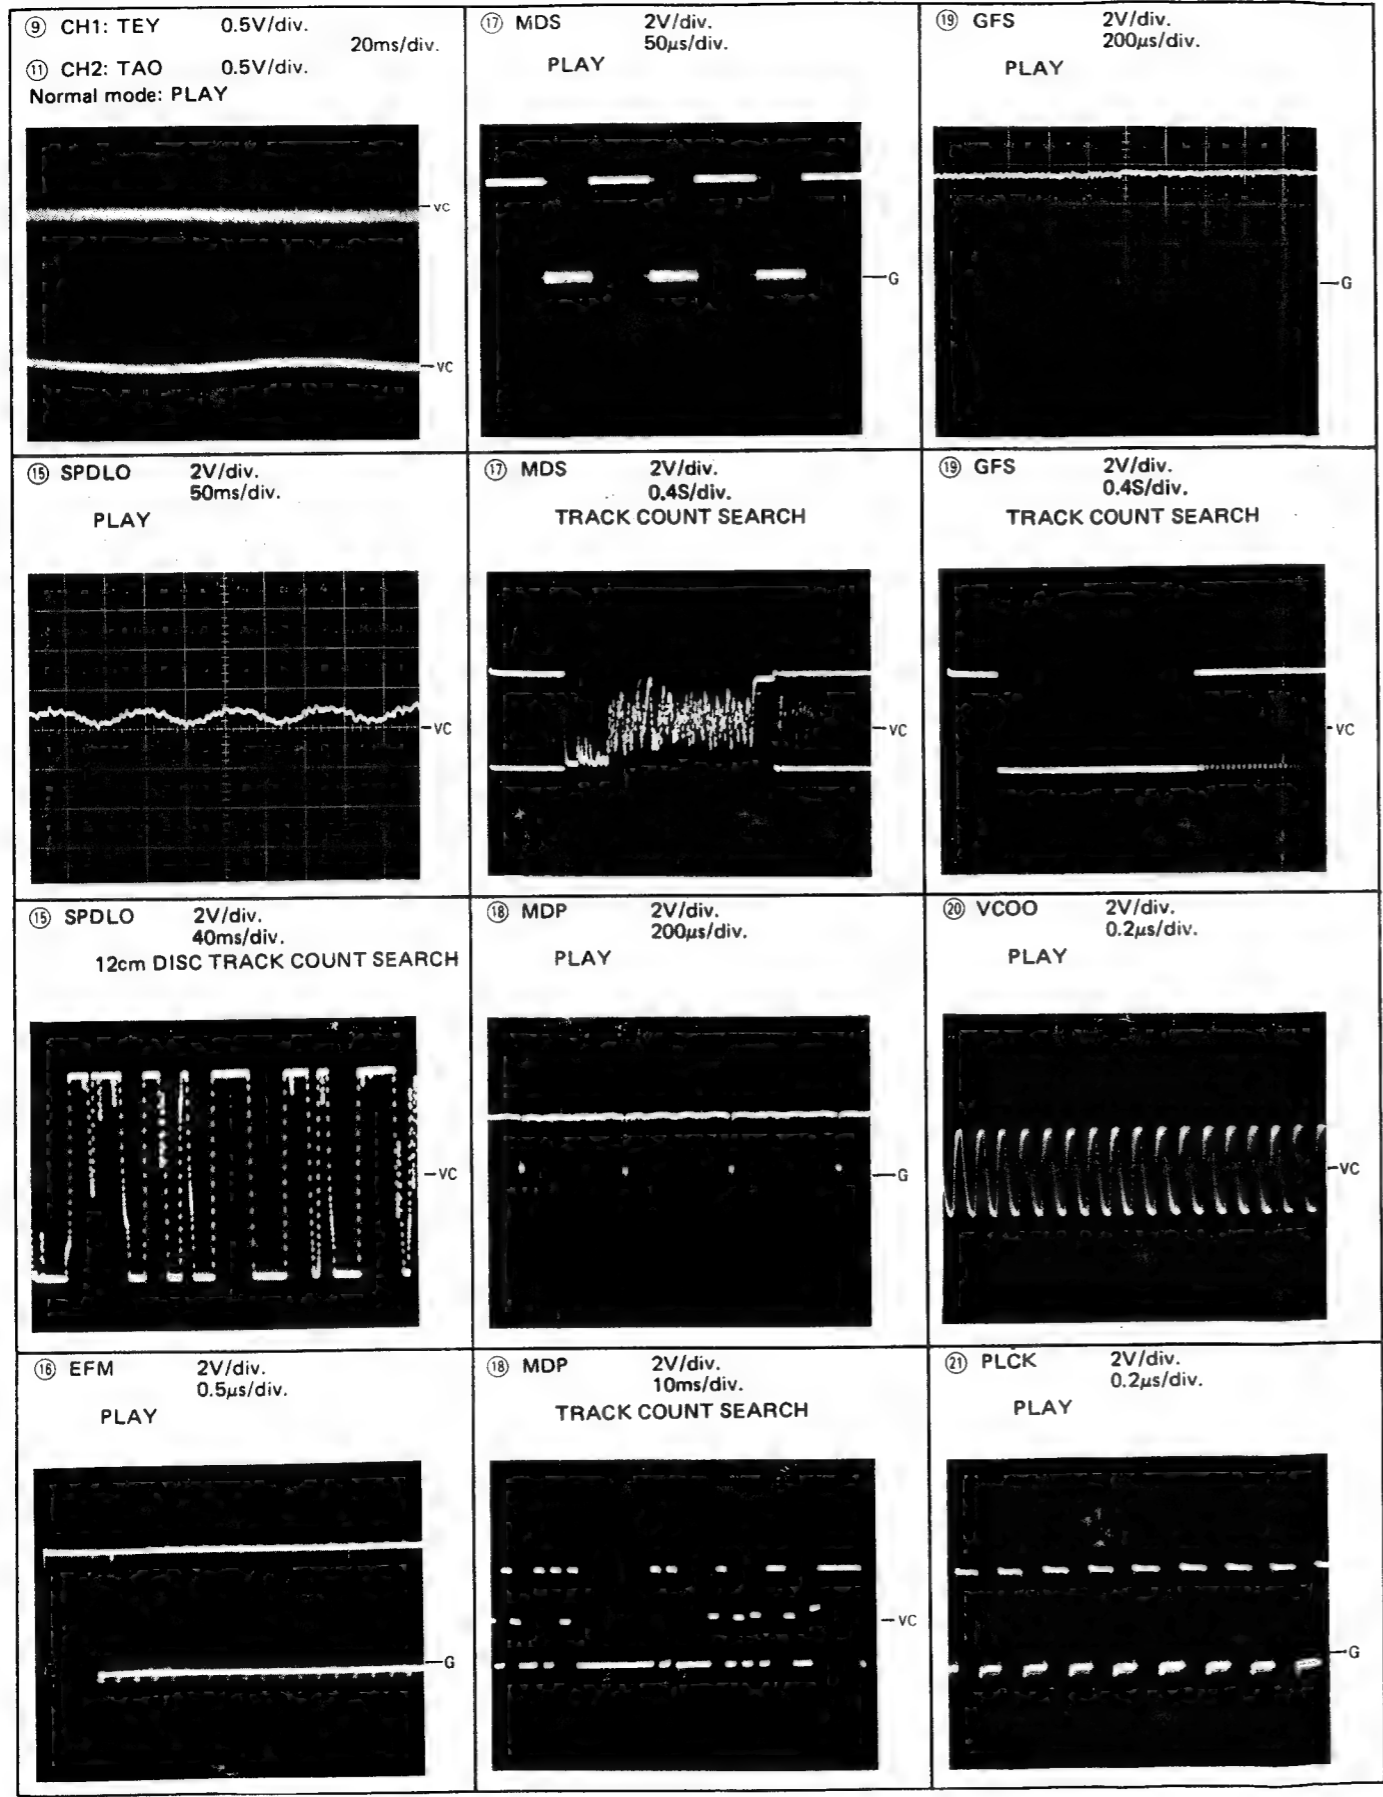 ⑨ CH1: TEY 0.5V/div.
20ms/div.
⑪ CH2: TAO 0.5V/div.
Normal mode: PLAY
VC
VC
⑰ MDS 2V/div.
50μs/div.
PLAY
G
⑲ GFS 2V/div.
200μs/div.
PLAY
G
⑮ SPDLO 2V/div.
50ms/div.
PLAY
VC
⑰ MDS 2V/div.
0.4S/div.
TRACK COUNT SEARCH
VC
⑲ GFS 2V/div.
0.4S/div.
TRACK COUNT SEARCH
VC
⑮ SPDLO 2V/div.
40ms/div.
12cm DISC TRACK COUNT SEARCH
VC
⑱ MDP 2V/div.
200μs/div.
PLAY
G
⑳ VCOO 2V/div.
0.2μs/div.
PLAY
VC
⑯ EFM 2V/div.
0.5μs/div.
PLAY
G
⑱ MDP 2V/div.
10ms/div.
TRACK COUNT SEARCH
VC
㉑ PLCK 2V/div.
0.2μs/div.
PLAY
G